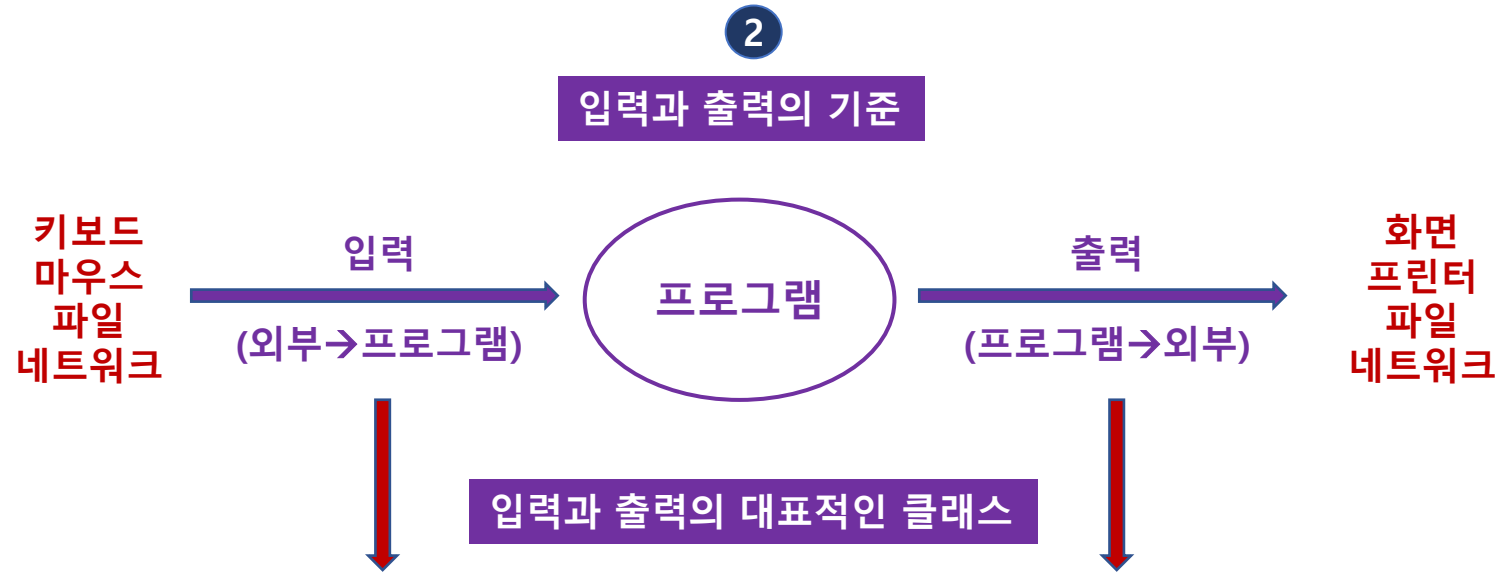 2
입력과 출력의 기준
키보드
마우스
파일
네트워크
입력
(외부→프로그램)
프로그램
출력
(프로그램→외부)
화면
프린터
파일
네트워크
입력과 출력의 대표적인 클래스